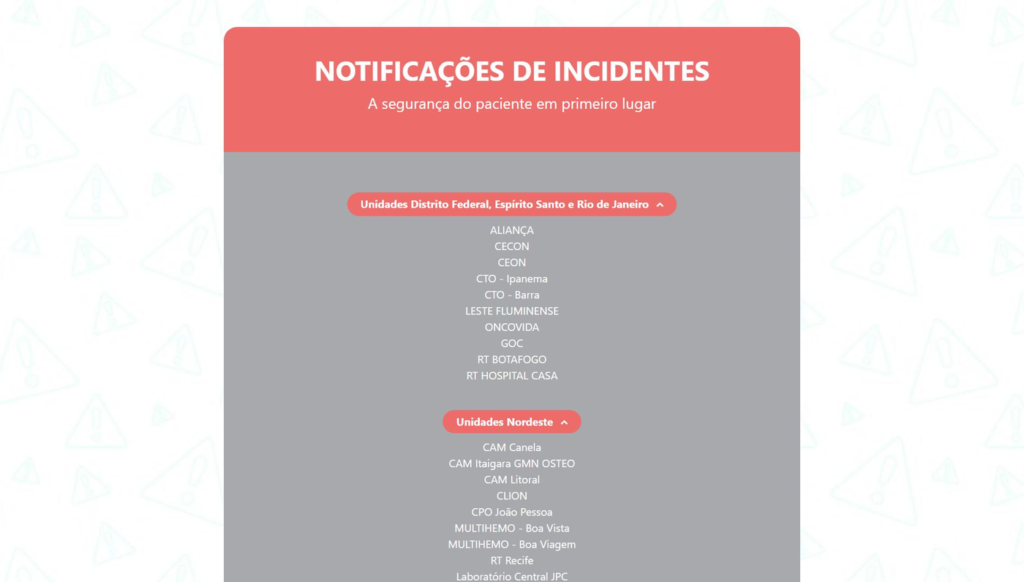 NOTIFICAÇÕES DE INCIDENTES
A segurança do paciente em primeiro lugar
Unidades Distrito Federal, Espírito Santo e Rio de Janeiro
ALIANÇA
CECON
CEON
CTO - Ipanema
CTO - Barra
LESTE FLUMINENSE
ONCOVIDA
GOC
RT BOTAFOGO
RT HOSPITAL CASA
Unidades Nordeste
CAM Canela
CAM Itaigara GMN OSTEO
CAM Litoral
CLION
CPO João Pessoa
MULTIHEMO - Boa Vista
MULTIHEMO - Boa Viagem
RT Recife
Laboratório Central JPC